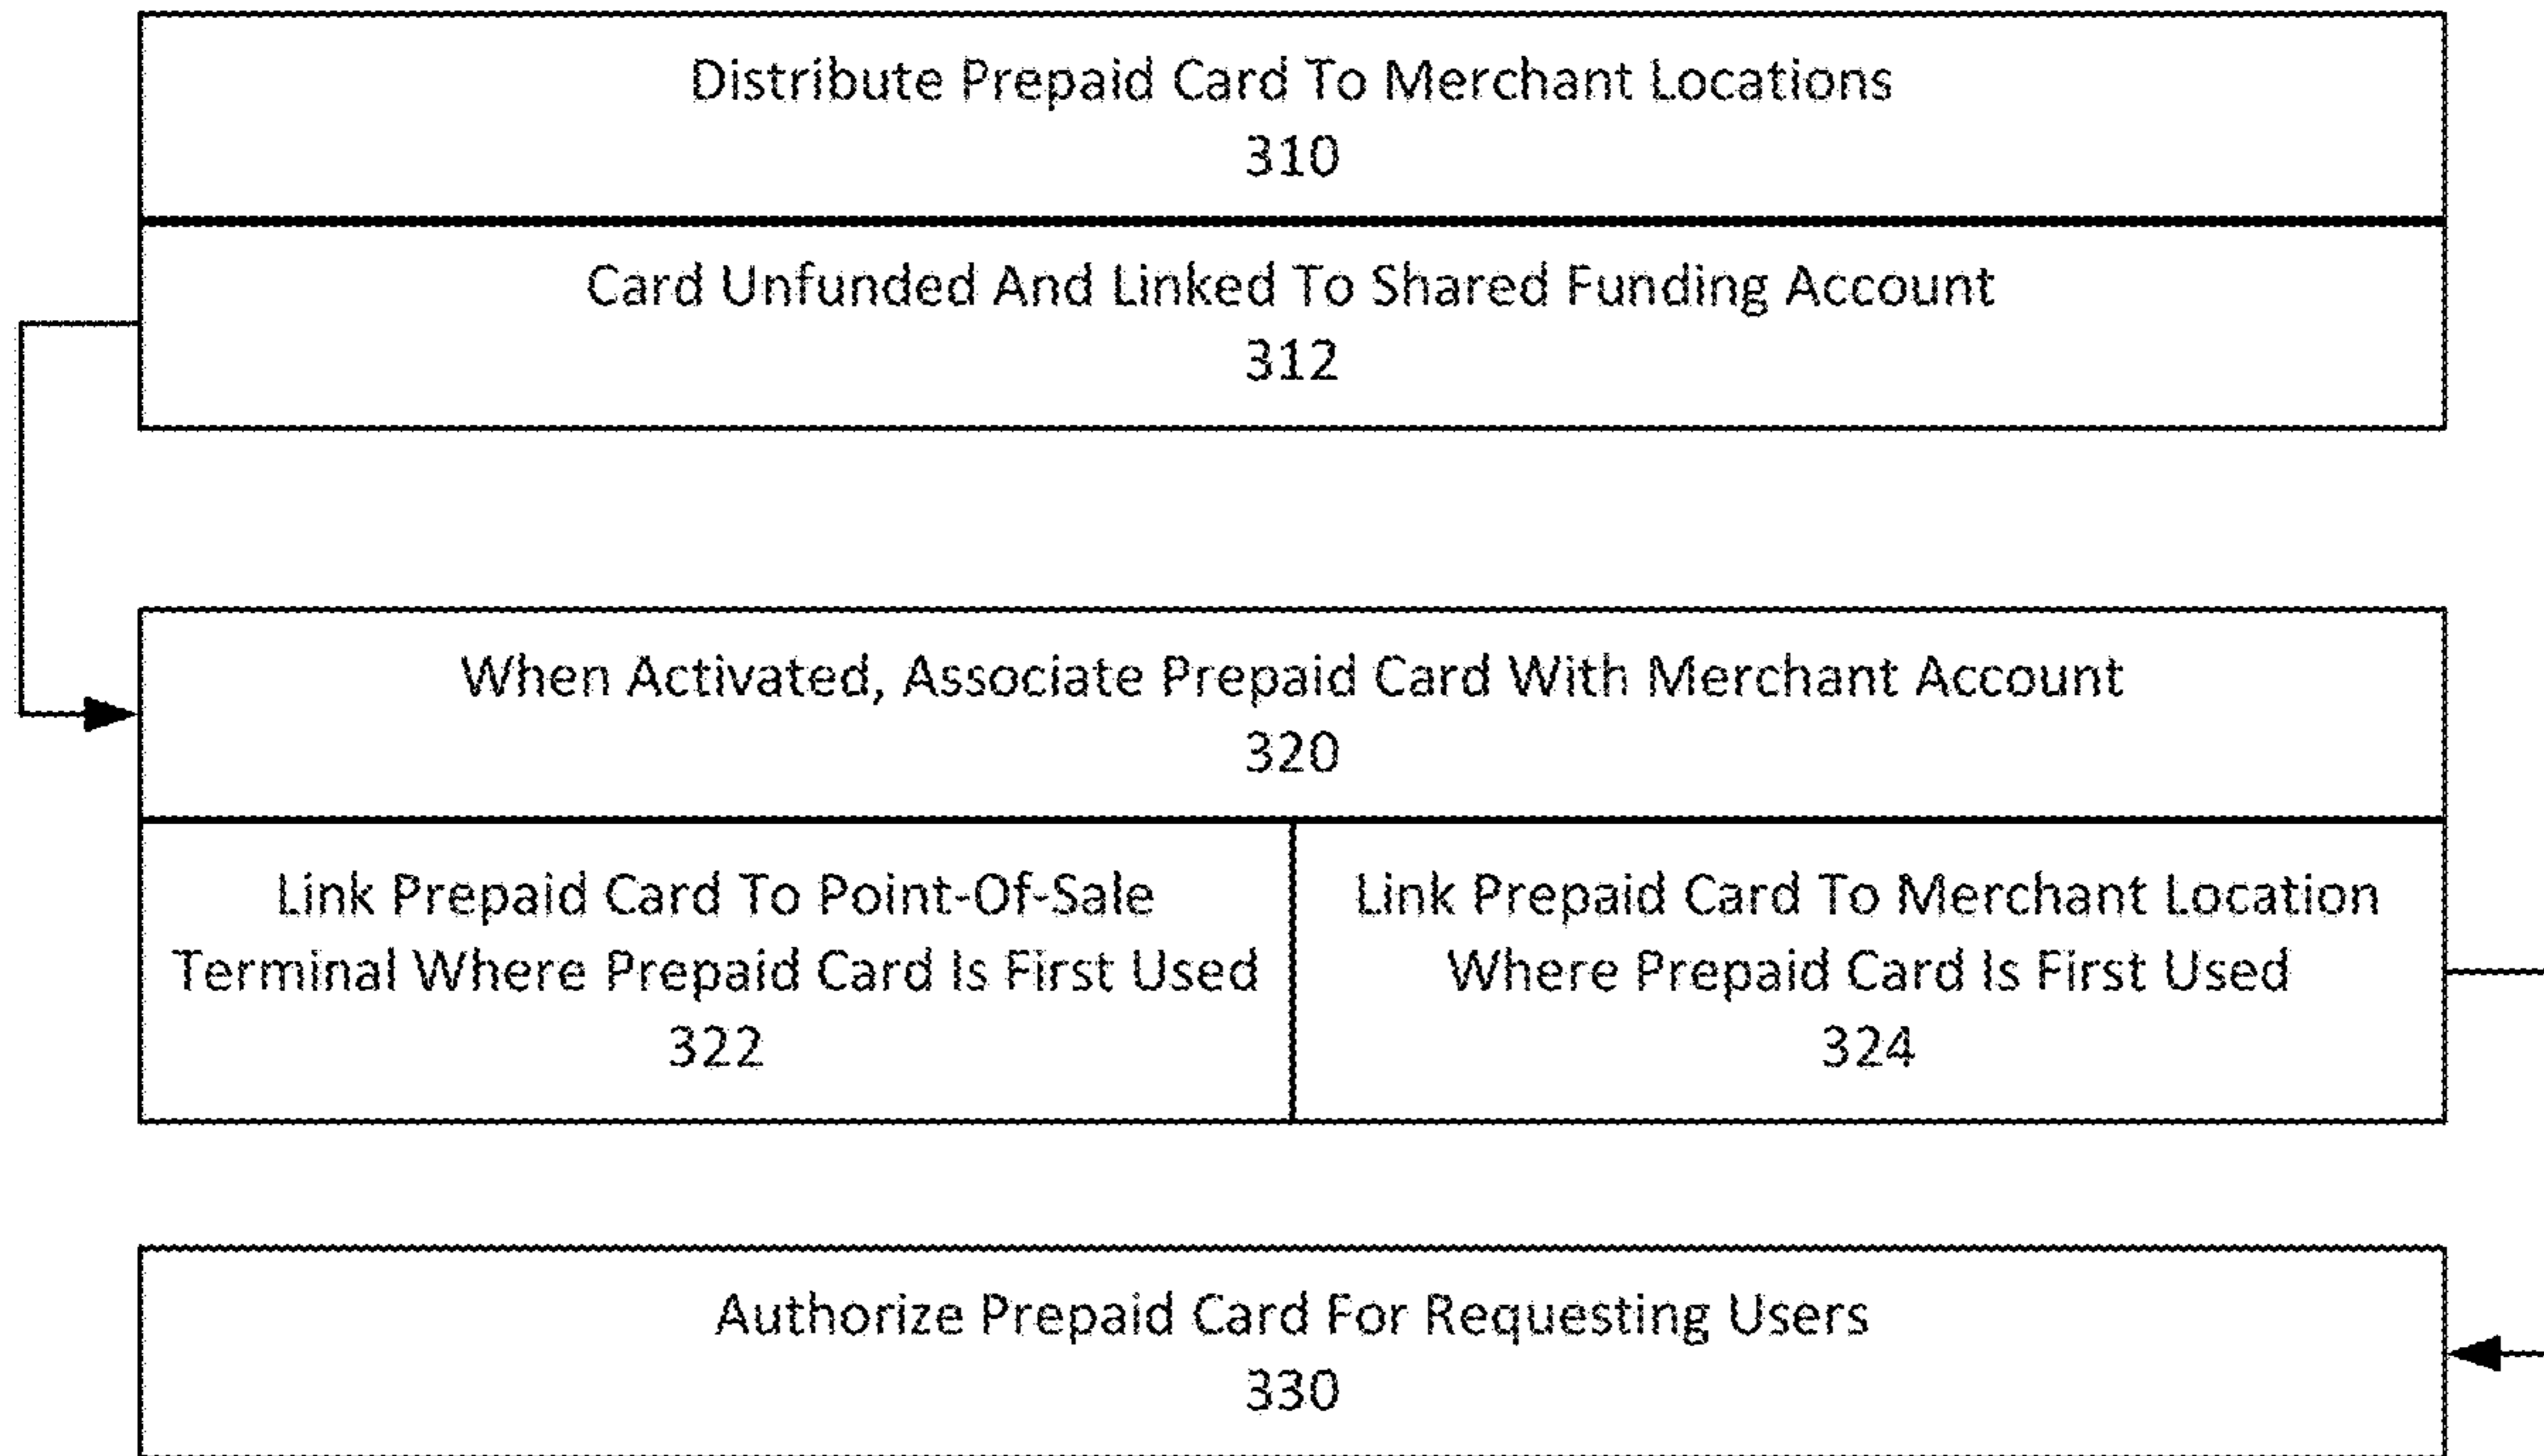 Distribute Prepaid Card To Merchant Locations
310
Card Unfunded And Linked To Shared Funding Account
312
When Activated, Associate Prepaid Card With Merchant Account
320
Link Prepaid Card To Point-Of-Sale
Terminal Where Prepaid Card Is First Used
322
Link Prepaid Card To Merchant Location
Where Prepaid Card Is First Used
324
Authorize Prepaid Card For Requesting Users
330